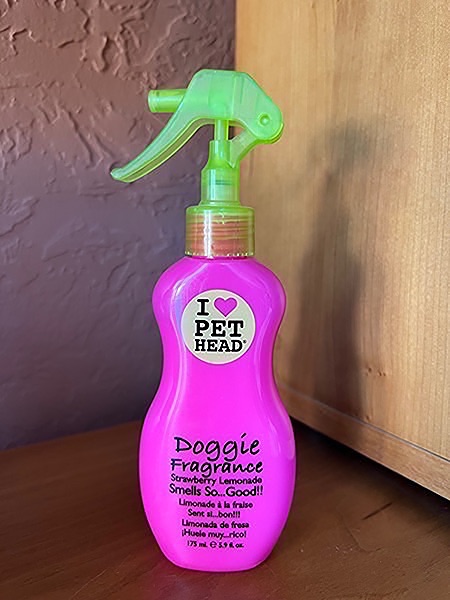 I ♥
PET
HEAD®
Doggie
Fragrance
Strawberry Lemonade
Smells So...Good!!
Limonade à la fraise
Sent si...bon!!!
Limonada de fresa
¡Huele muy...rico!
175 ml. ℮ 5.9 fl. oz.